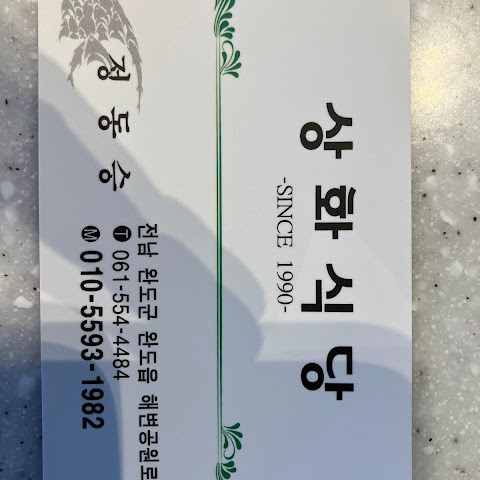 상화식당
-SINCE 1990-
정동승
전남 완도군 완도읍 해변공원로
T 061-554-4484
M 010-5593-1982